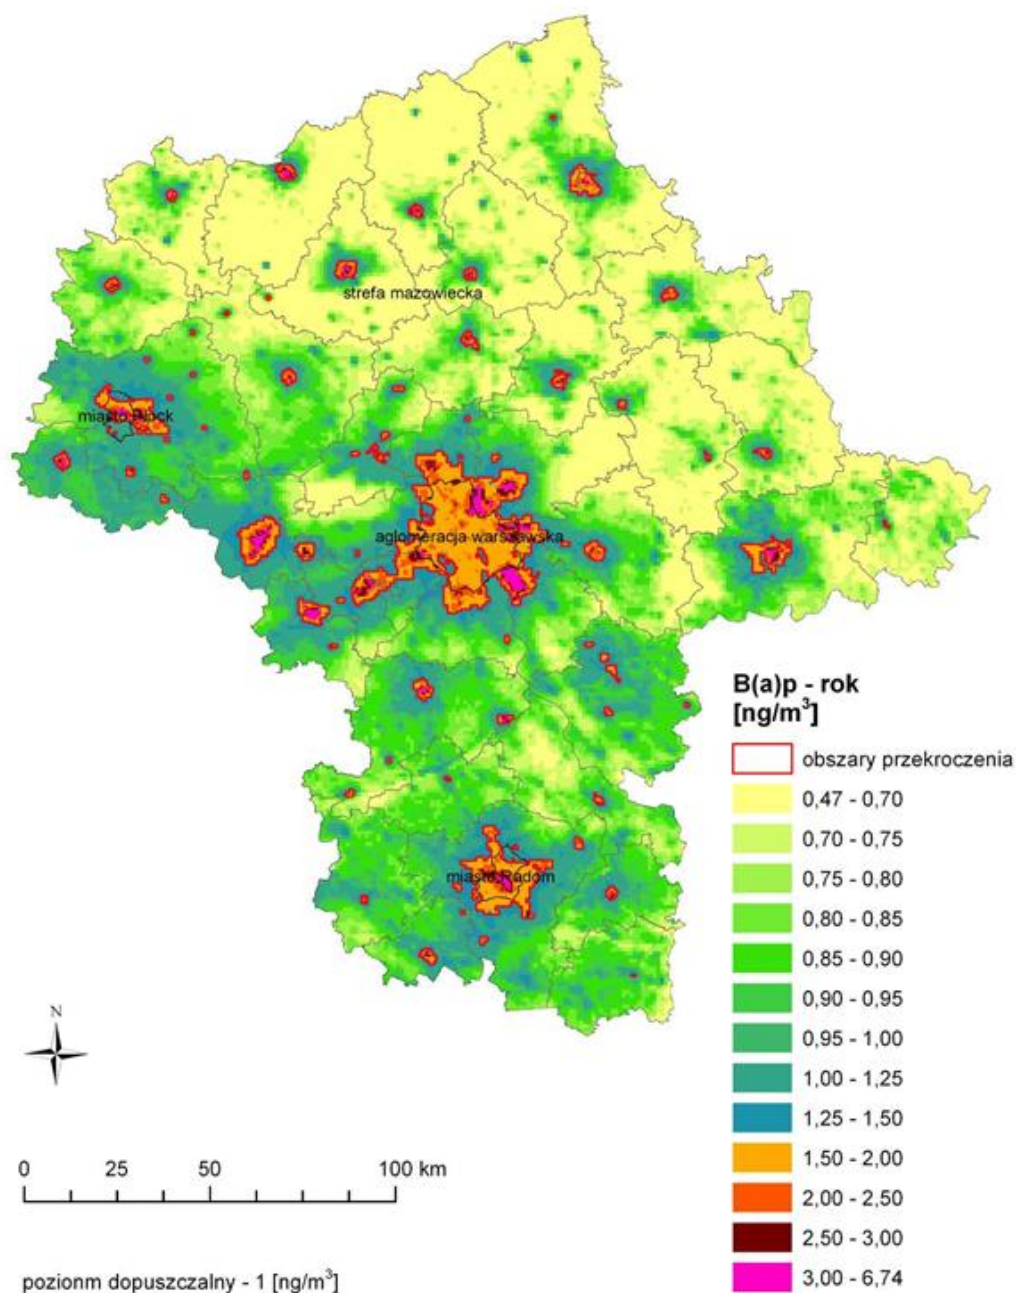 strefa mazowiecka
miasto Płock
aglomeracja warszawska
miasto Radom
B(a)p - rok
[ng/m³]
obszary przekroczenia
0,47 - 0,70
0,70 - 0,75
0,75 - 0,80
0,80 - 0,85
0,85 - 0,90
0,90 - 0,95
0,95 - 1,00
1,00 - 1,25
1,25 - 1,50
1,50 - 2,00
2,00 - 2,50
2,50 - 3,00
3,00 - 6,74
N
0 25 50 100 km
pozionm dopuszczalny - 1 [ng/m³]